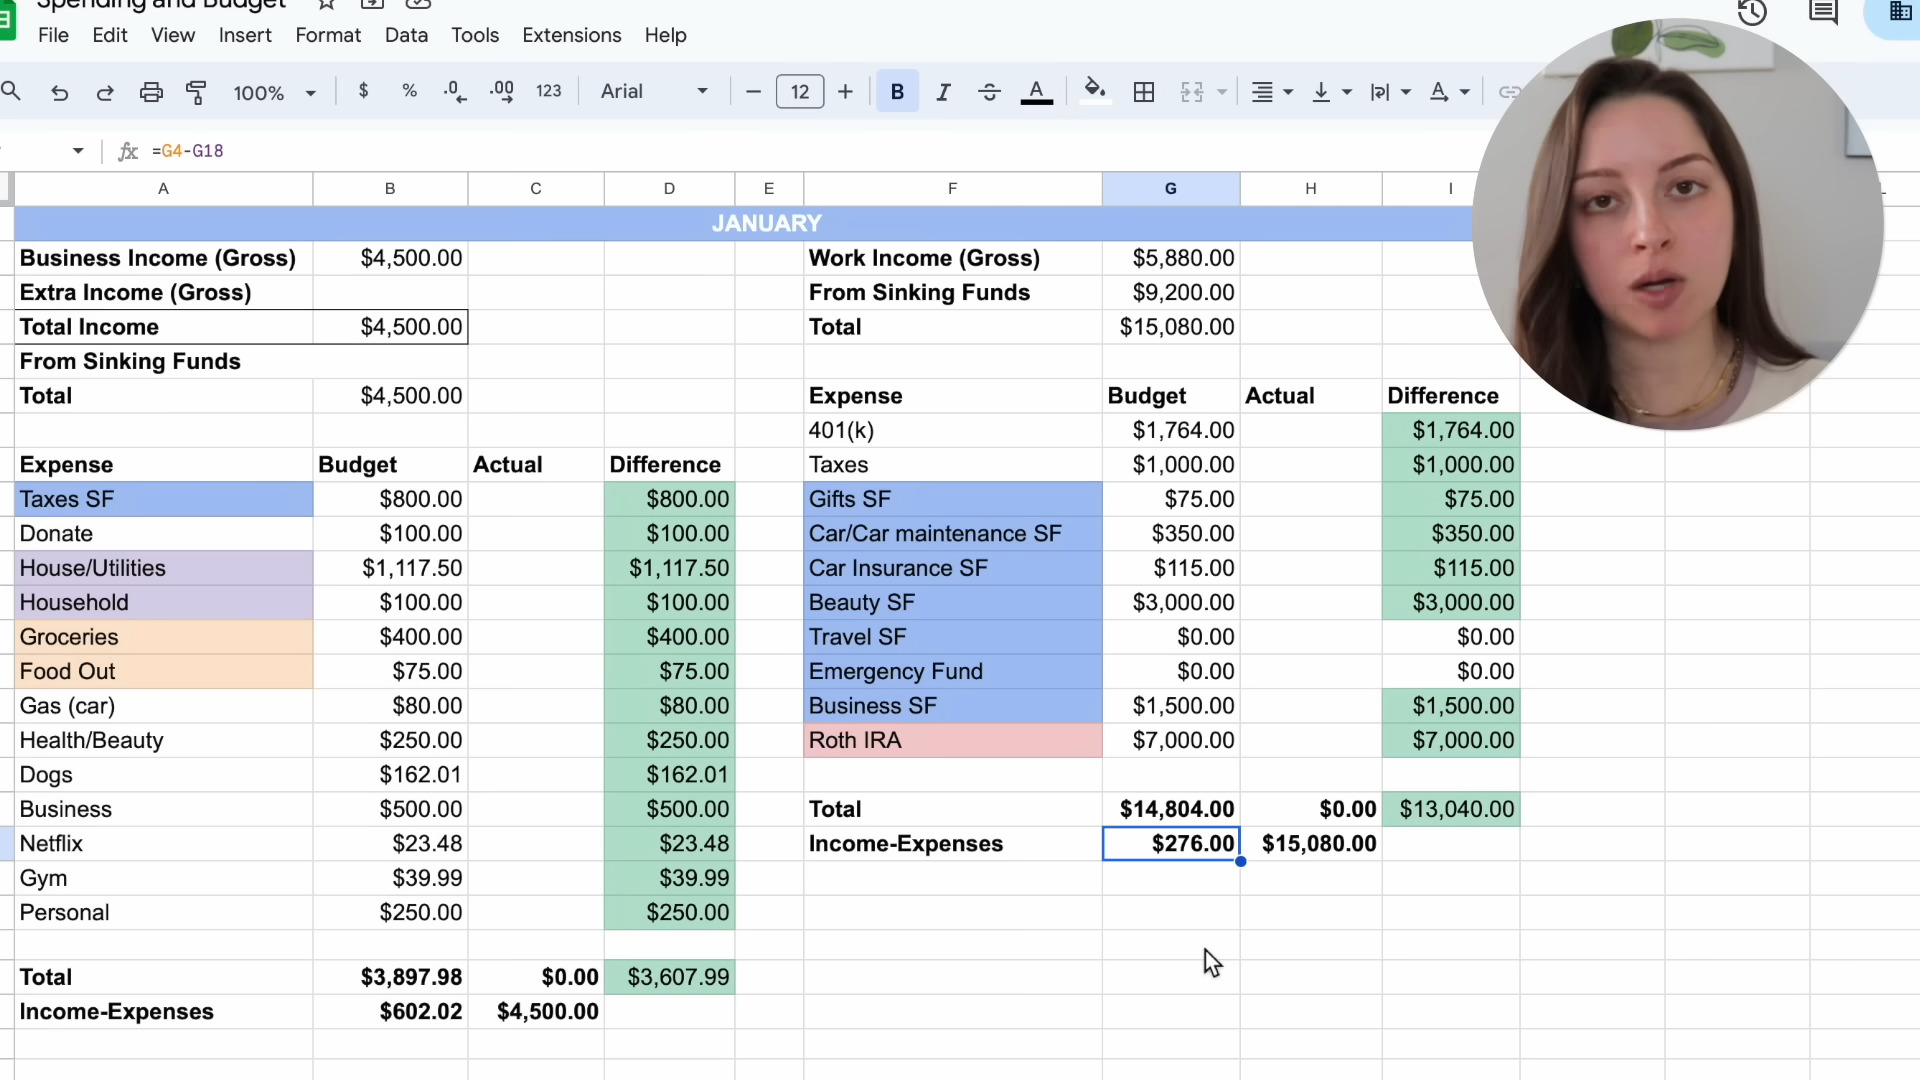 Spending and Budget
File Edit View Insert Format Data Tools Extensions Help
100% $ % .0 .00 123 Arial 12 B I A
fx =G4-G18
A B C D E F G H I
JANUARY
Business Income (Gross) $4,500.00 Work Income (Gross) $5,880.00
Extra Income (Gross) From Sinking Funds $9,200.00
Total Income $4,500.00 Total $15,080.00
From Sinking Funds
Total $4,500.00 Expense Budget Actual Difference
401(k) $1,764.00 $1,764.00
Expense Budget Actual Difference Taxes $1,000.00 $1,000.00
Taxes SF $800.00 $800.00 Gifts SF $75.00 $75.00
Donate $100.00 $100.00 Car/Car maintenance SF $350.00 $350.00
House/Utilities $1,117.50 $1,117.50 Car Insurance SF $115.00 $115.00
Household $100.00 $100.00 Beauty SF $3,000.00 $3,000.00
Groceries $400.00 $400.00 Travel SF $0.00 $0.00
Food Out $75.00 $75.00 Emergency Fund $0.00 $0.00
Gas (car) $80.00 $80.00 Business SF $1,500.00 $1,500.00
Health/Beauty $250.00 $250.00 Roth IRA $7,000.00 $7,000.00
Dogs $162.01 $162.01
Business $500.00 $500.00 Total $14,804.00 $0.00 $13,040.00
Netflix $23.48 $23.48 Income-Expenses $276.00 $15,080.00
Gym $39.99 $39.99
Personal $250.00 $250.00
Total $3,897.98 $0.00 $3,607.99
Income-Expenses $602.02 $4,500.00